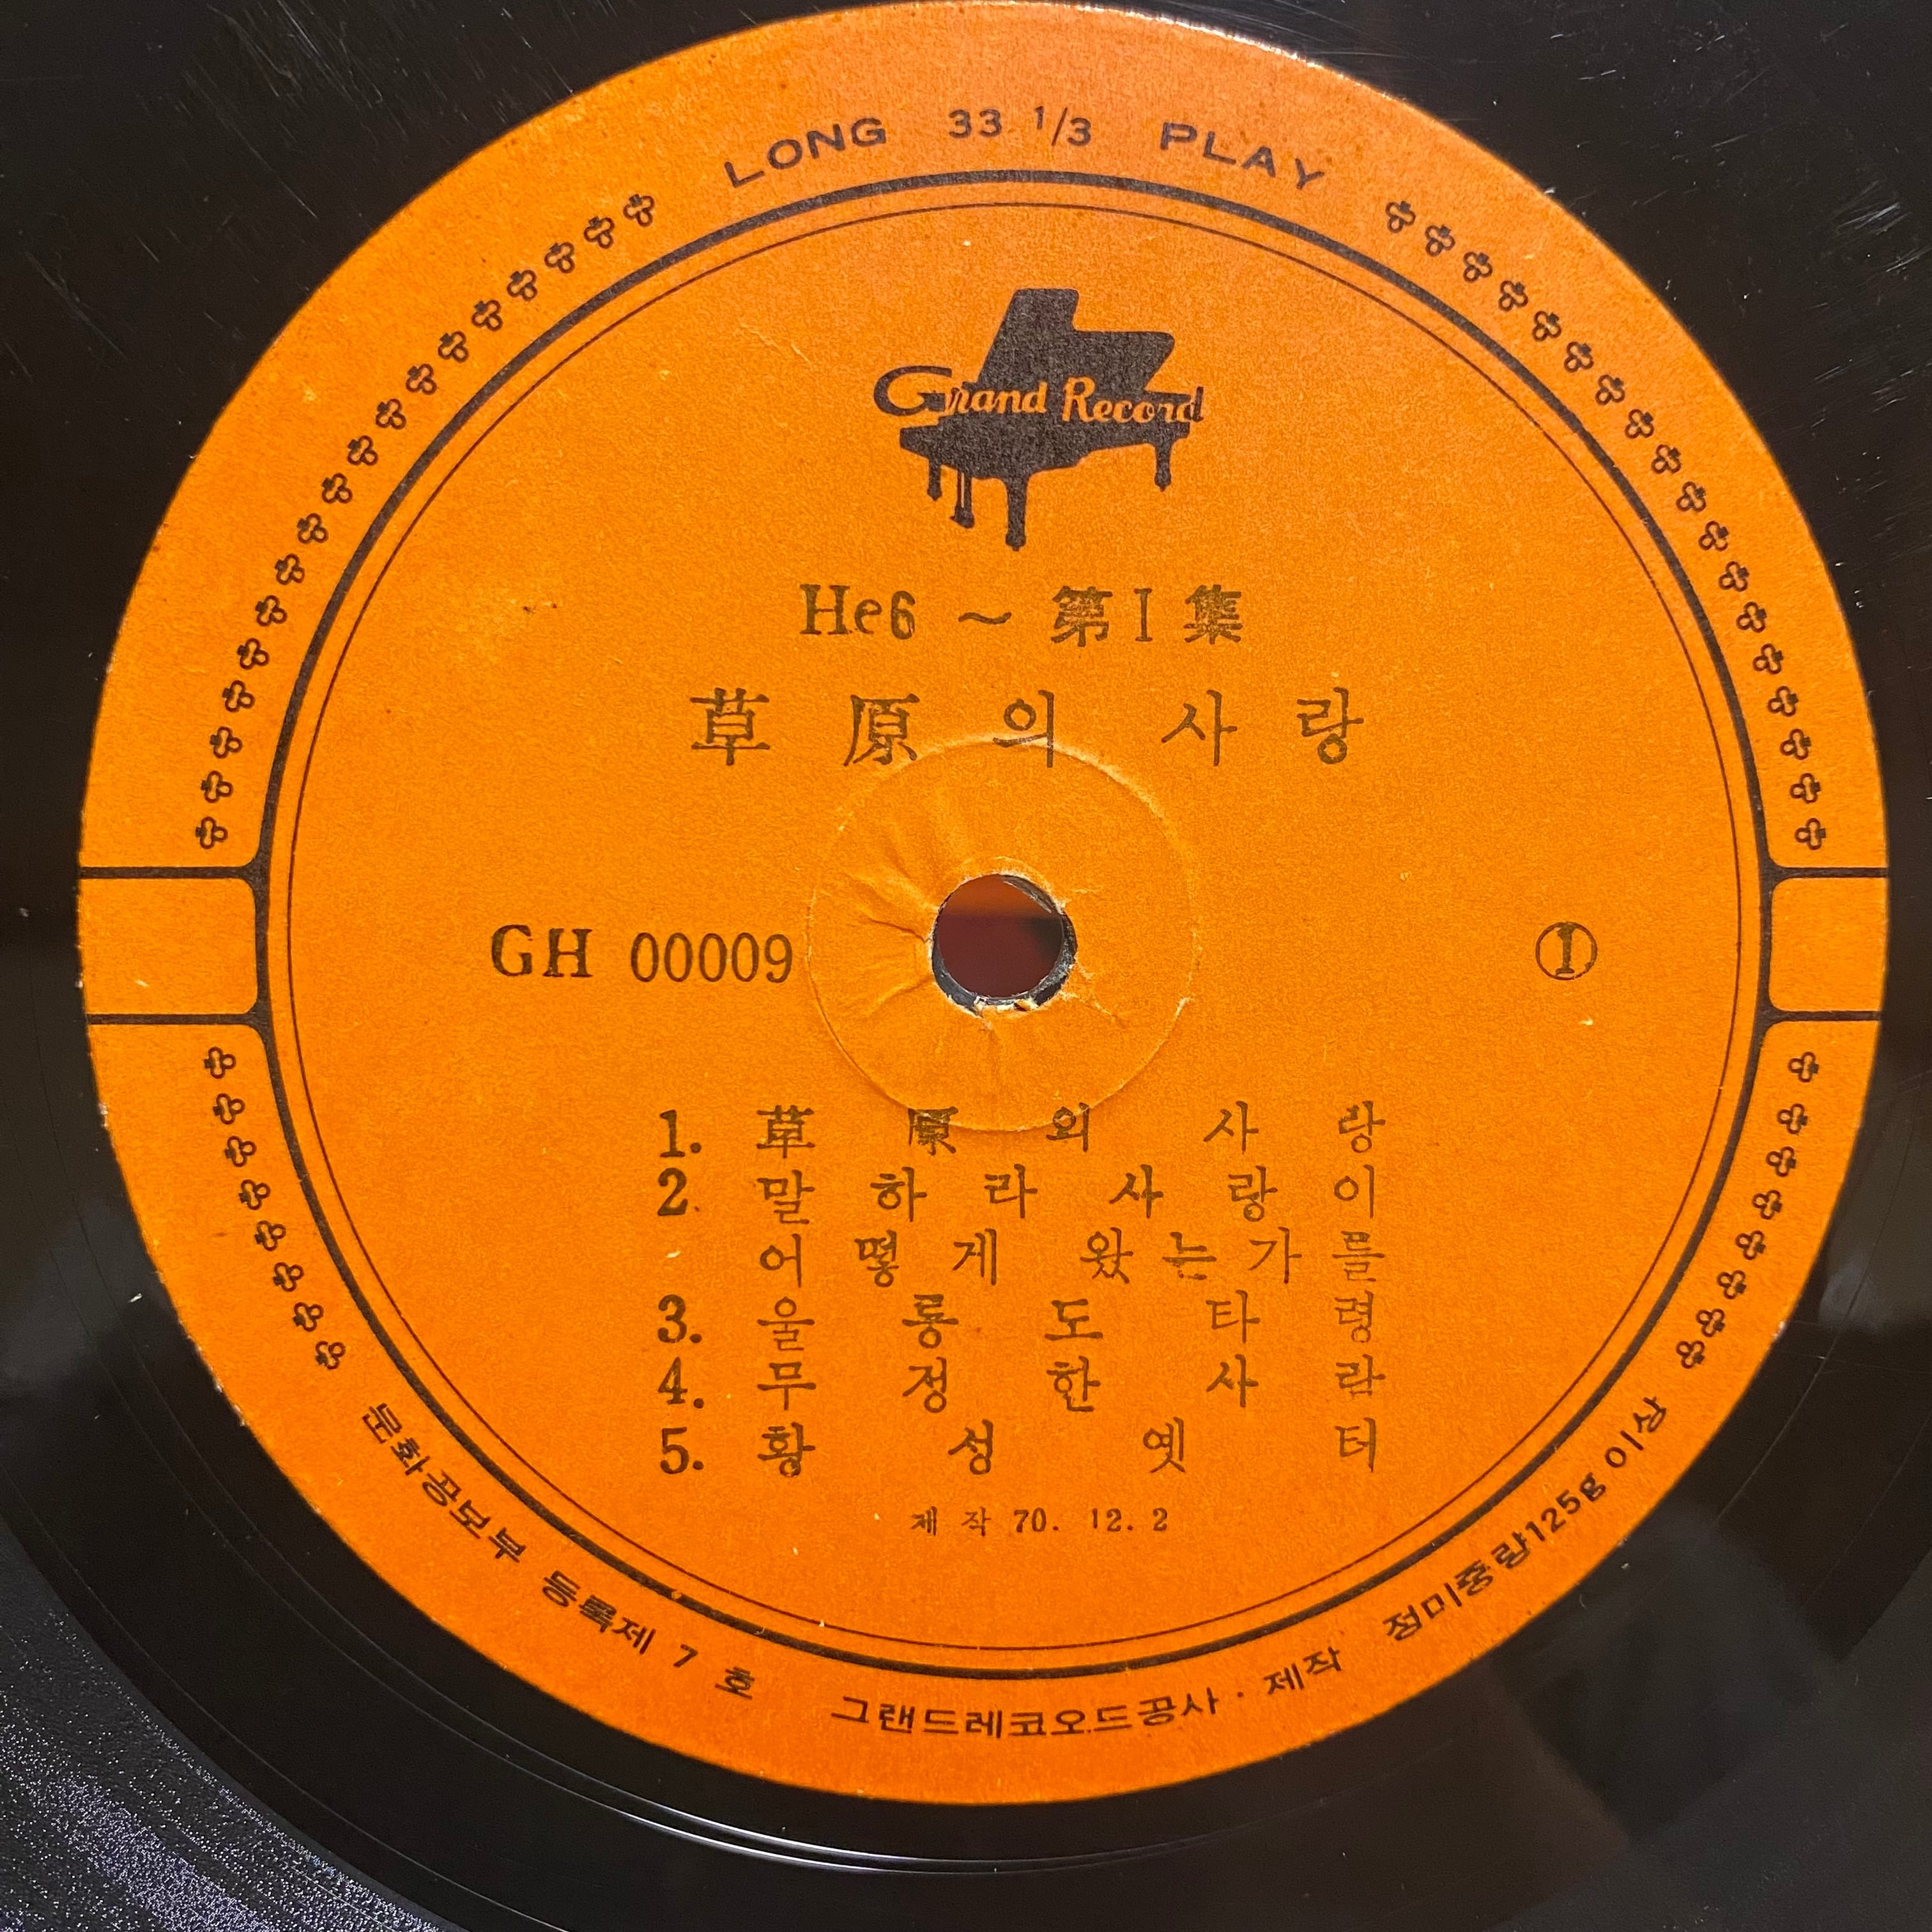 LONG 33 1/3 PLAY
Grand Record
He6 ~ 第I集
草原의 사랑
GH 00009
①
1. 草原의 사랑
2. 말하라 사랑이
어떻게 왔는가를
3. 울릉도 타령
4. 무정한 사람
5. 황성옛터
제작 70. 12. 2
문화공보부 등록제 7 호
그랜드레코오드공사·제작
정미중량125g 이상